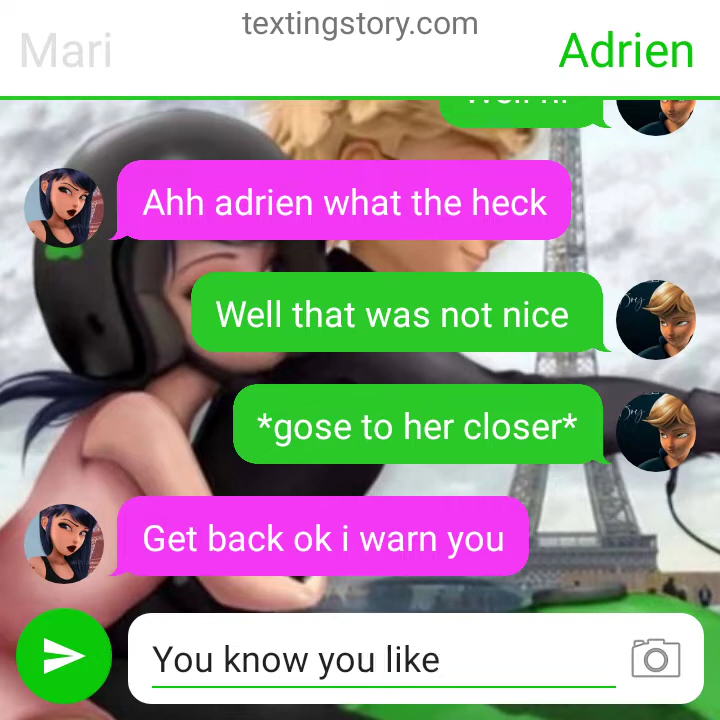 textingstory.com
Mari
Adrien
Ahh adrien what the heck
Well that was not nice
*gose to her closer*
Get back ok i warn you
You know you like